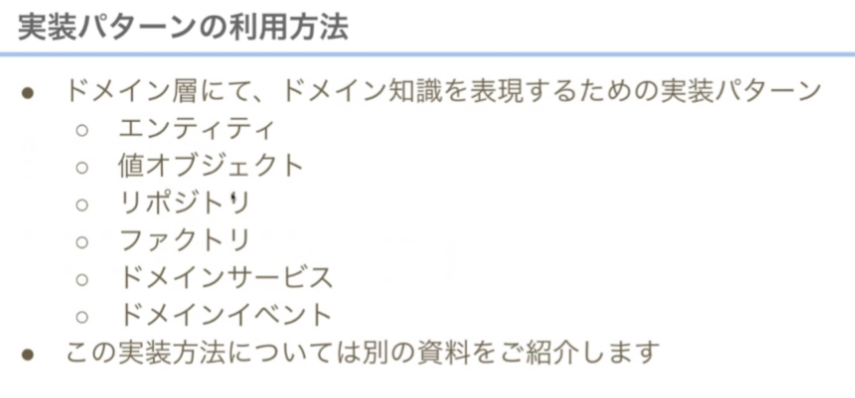 実装パターンの利用方法
● ドメイン層にて、ドメイン知識を表現するための実装パターン
○ エンティティ
○ 値オブジェクト
○ リポジトリ
○ ファクトリ
○ ドメインサービス
○ ドメインイベント
● この実装方法については別の資料をご紹介します